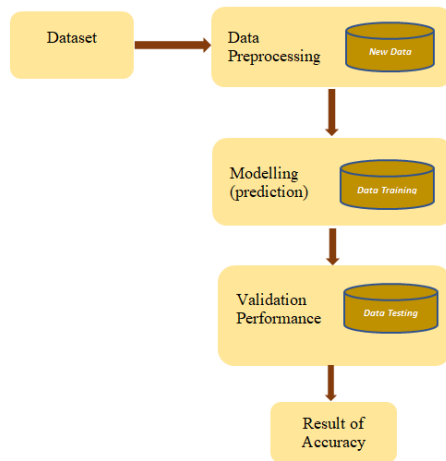 Dataset
Data
Preprocessing
New Data
Modelling
(prediction)
Data Training
Validation
Performance
Data Testing
Result of
Accuracy